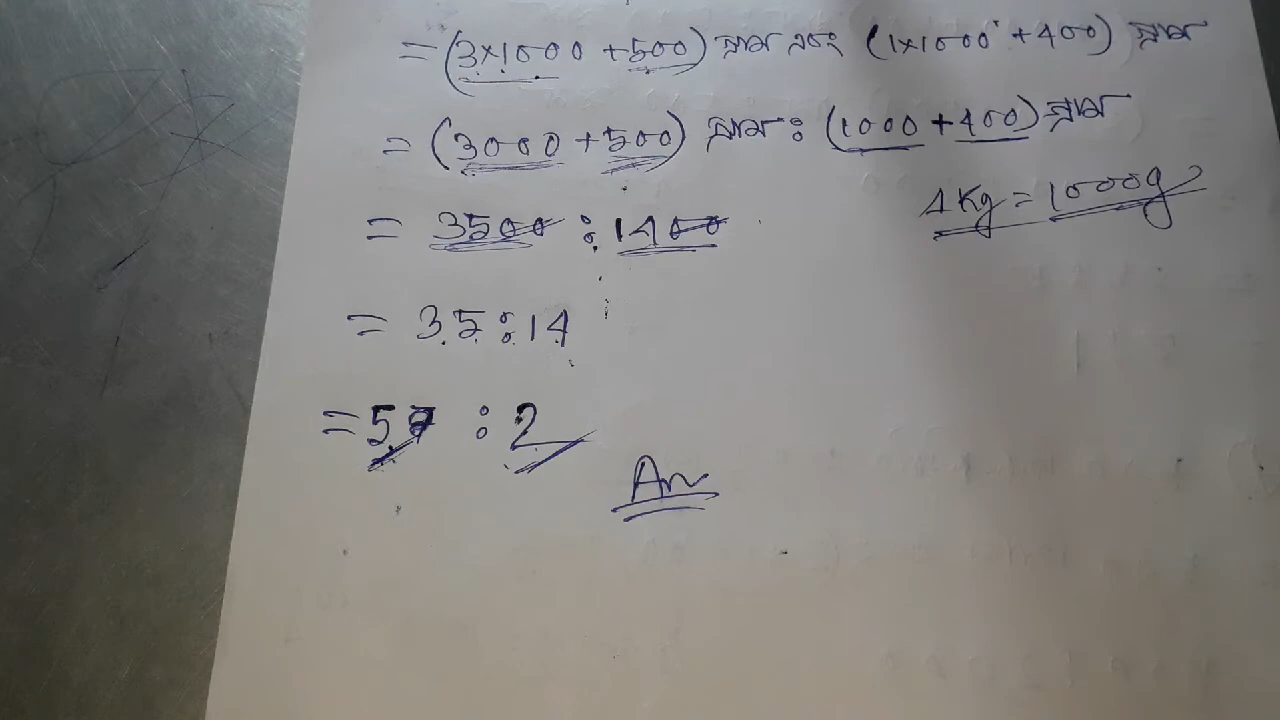 = (3×1000 + 500) গ্রাম এবং (1×1000 + 400) গ্রাম
= (3000 + 500) গ্রাম : (1000 + 400) গ্রাম
1 Kg = 1000g
= 3500 : 1400
= 35 : 14
= 5 : 2
An